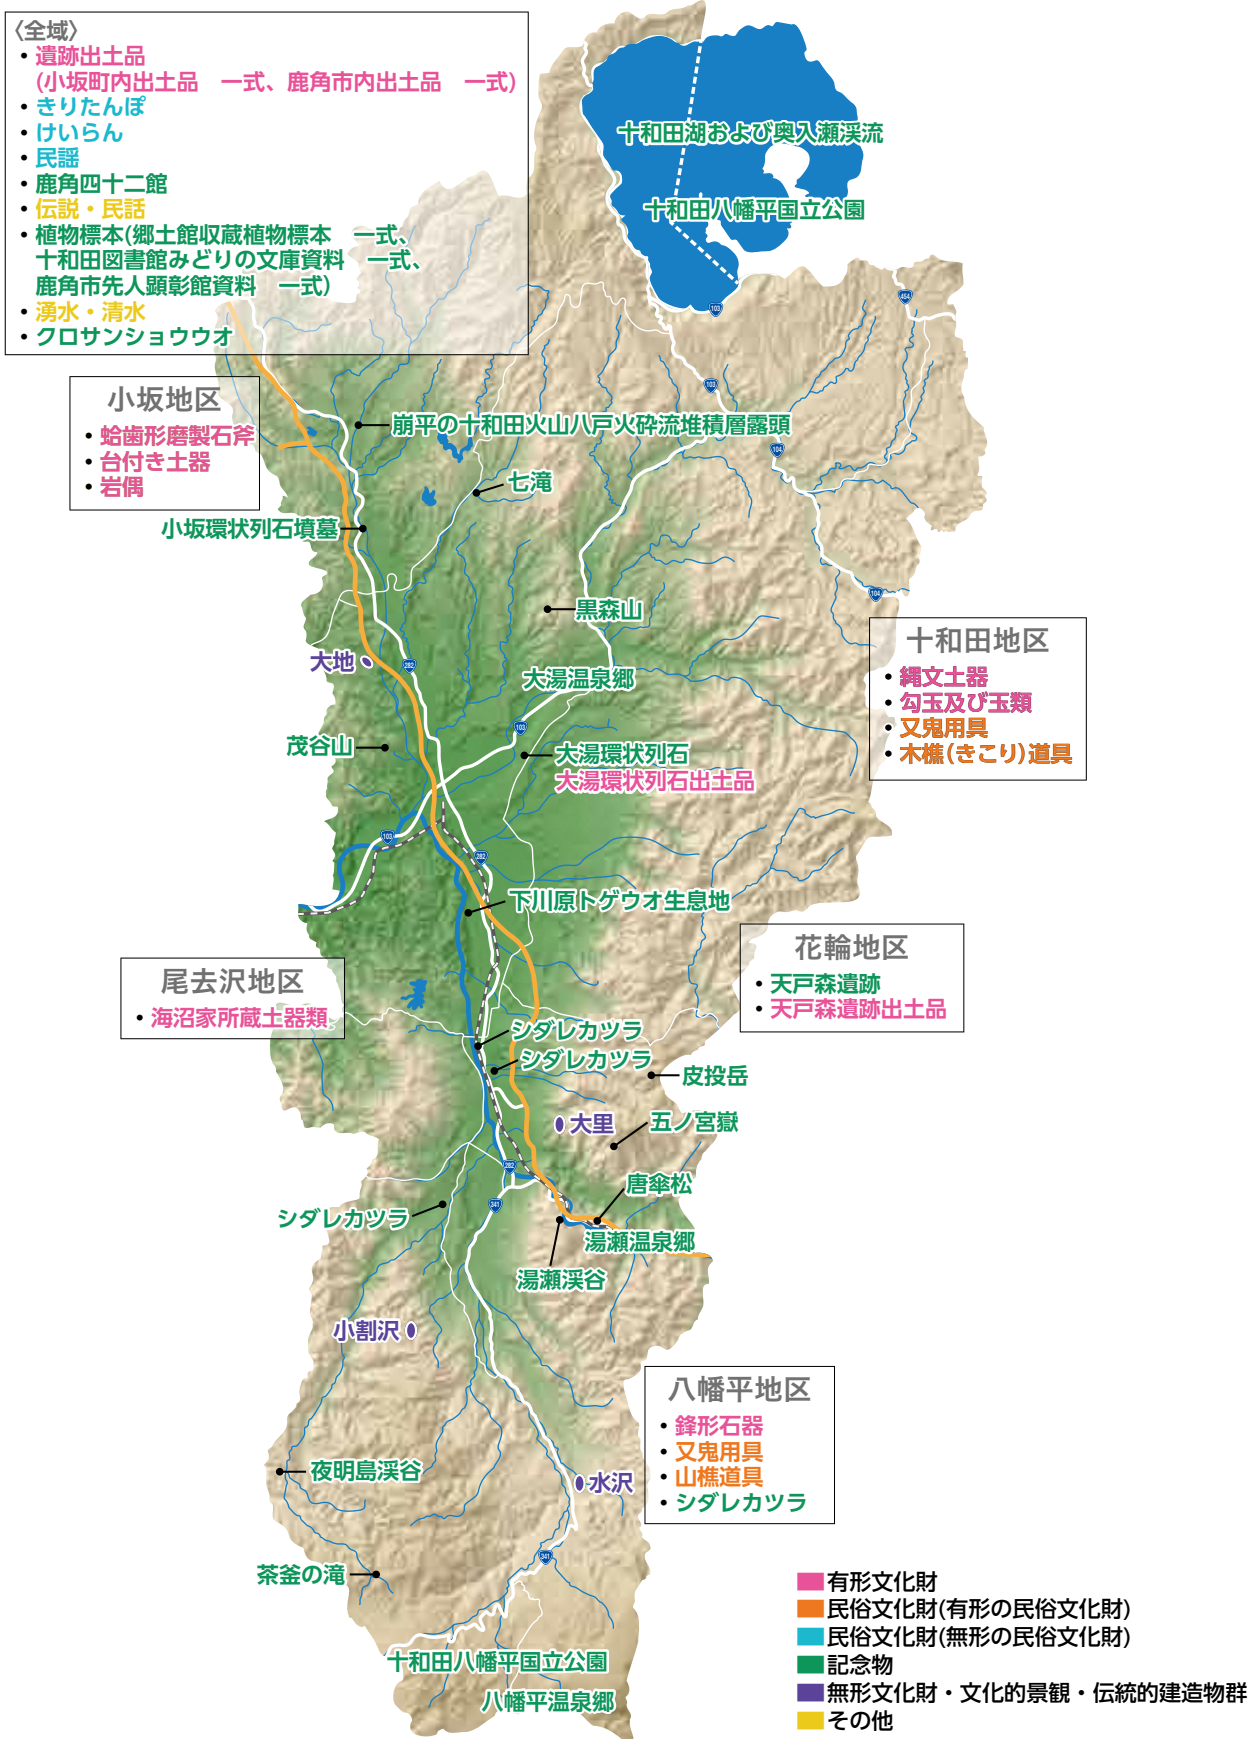 〈全域〉
・遺跡出土品
(小坂町内出土品　一式、鹿角市内出土品　一式)
・きりたんぽ
・けいらん
・民謡
・鹿角四十二館
・伝説・民話
・植物標本(郷土館収蔵植物標本　一式、
十和田図書館みどりの文庫資料　一式、
鹿角市先人顕彰館資料　一式)
・湧水・清水
・クロサンショウウオ
十和田湖および奥入瀬渓流
十和田八幡平国立公園
103
454
小坂地区
・蛤歯形磨製石斧
・台付き土器
・岩偶
103
崩平の十和田火山八戸火砕流堆積層露頭
104
七滝
小坂環状列石墳墓
104
黒森山
十和田地区
・縄文土器
・勾玉及び玉類
・又鬼用具
・木樵(きこり)道具
大地
282
大湯温泉郷
103
茂谷山
大湯環状列石
大湯環状列石出土品
103
282
下川原トゲウオ生息地
花輪地区
・天戸森遺跡
・天戸森遺跡出土品
尾去沢地区
・海沼家所蔵土器類
シダレカツラ
シダレカツラ
皮投岳
大里
五ノ宮嶽
282
唐傘松
341
シダレカツラ
湯瀬温泉郷
湯瀬渓谷
小割沢
八幡平地区
・鋒形石器
・又鬼用具
・山樵道具
・シダレカツラ
夜明島渓谷
水沢
341
茶釜の滝
十和田八幡平国立公園
八幡平温泉郷
有形文化財
民俗文化財(有形の民俗文化財)
民俗文化財(無形の民俗文化財)
記念物
無形文化財・文化的景観・伝統的建造物群
その他